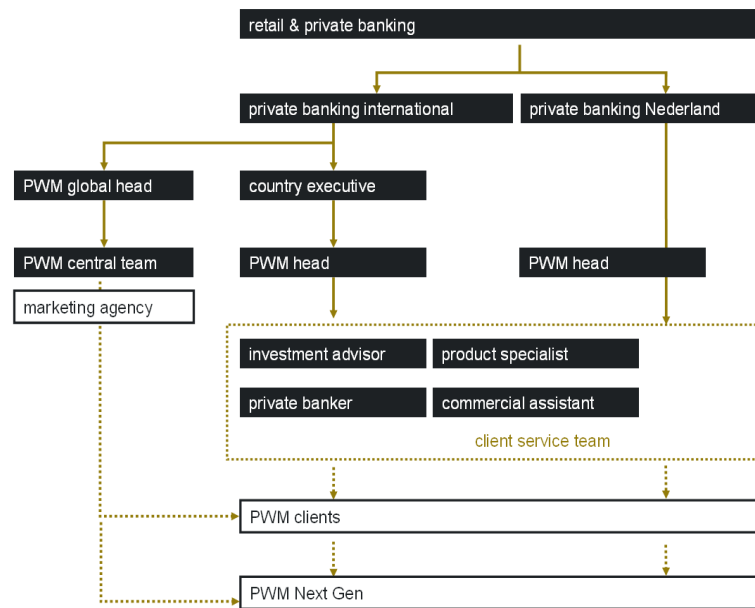 retail & private banking
private banking international
private banking Nederland
PWM global head
country executive
PWM central team
PWM head
PWM head
marketing agency
investment advisor
product specialist
private banker
commercial assistant
client service team
PWM clients
PWM Next Gen